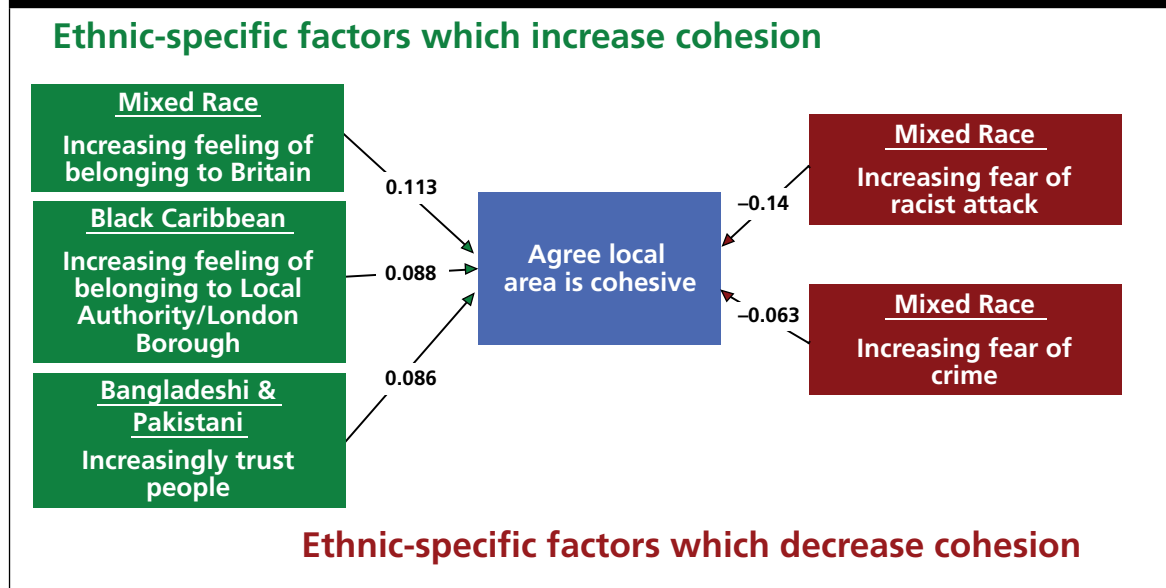 Ethnic-specific factors which increase cohesion
Mixed Race
Increasing feeling of
belonging to Britain
0.113
Black Caribbean
Increasing feeling of
belonging to Local
Authority/London
Borough
0.088
Bangladeshi &
Pakistani
Increasingly trust
people
0.086
Agree local
area is cohesive
Mixed Race
Increasing fear of
racist attack
–0.14
Mixed Race
Increasing fear of
crime
–0.063
Ethnic-specific factors which decrease cohesion